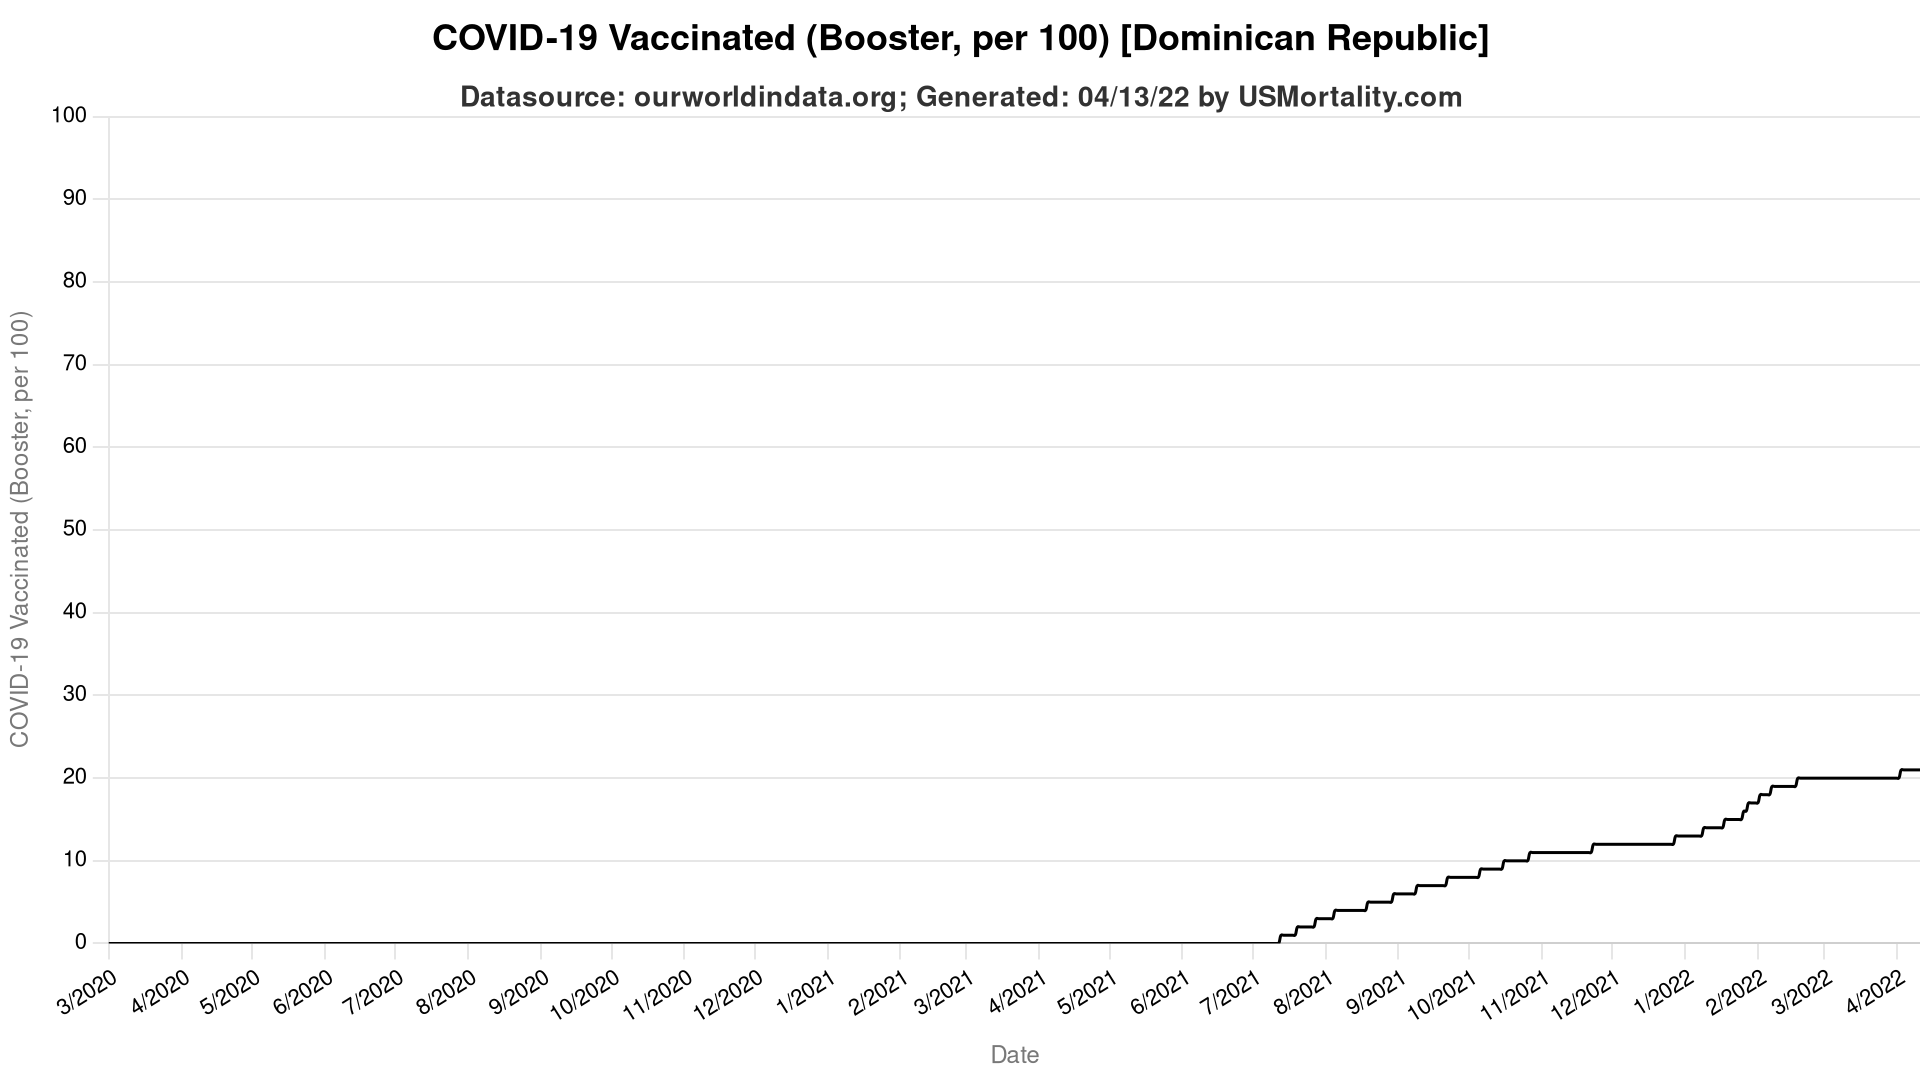 COVID-19 Vaccinated (Booster, per 100) [Dominican Republic]
Datasource: ourworldindata.org; Generated: 04/13/22 by USMortality.com
COVID-19 Vaccinated (Booster, per 100)
100
90
80
70
60
50
40
30
20
10
0
3/2020 4/2020 5/2020 6/2020 7/2020 8/2020 9/2020 10/2020 11/2020 12/2020 1/2021 2/2021 3/2021 4/2021 5/2021 6/2021 7/2021 8/2021 9/2021 10/2021 11/2021 12/2021 1/2022 2/2022 3/2022 4/2022
Date